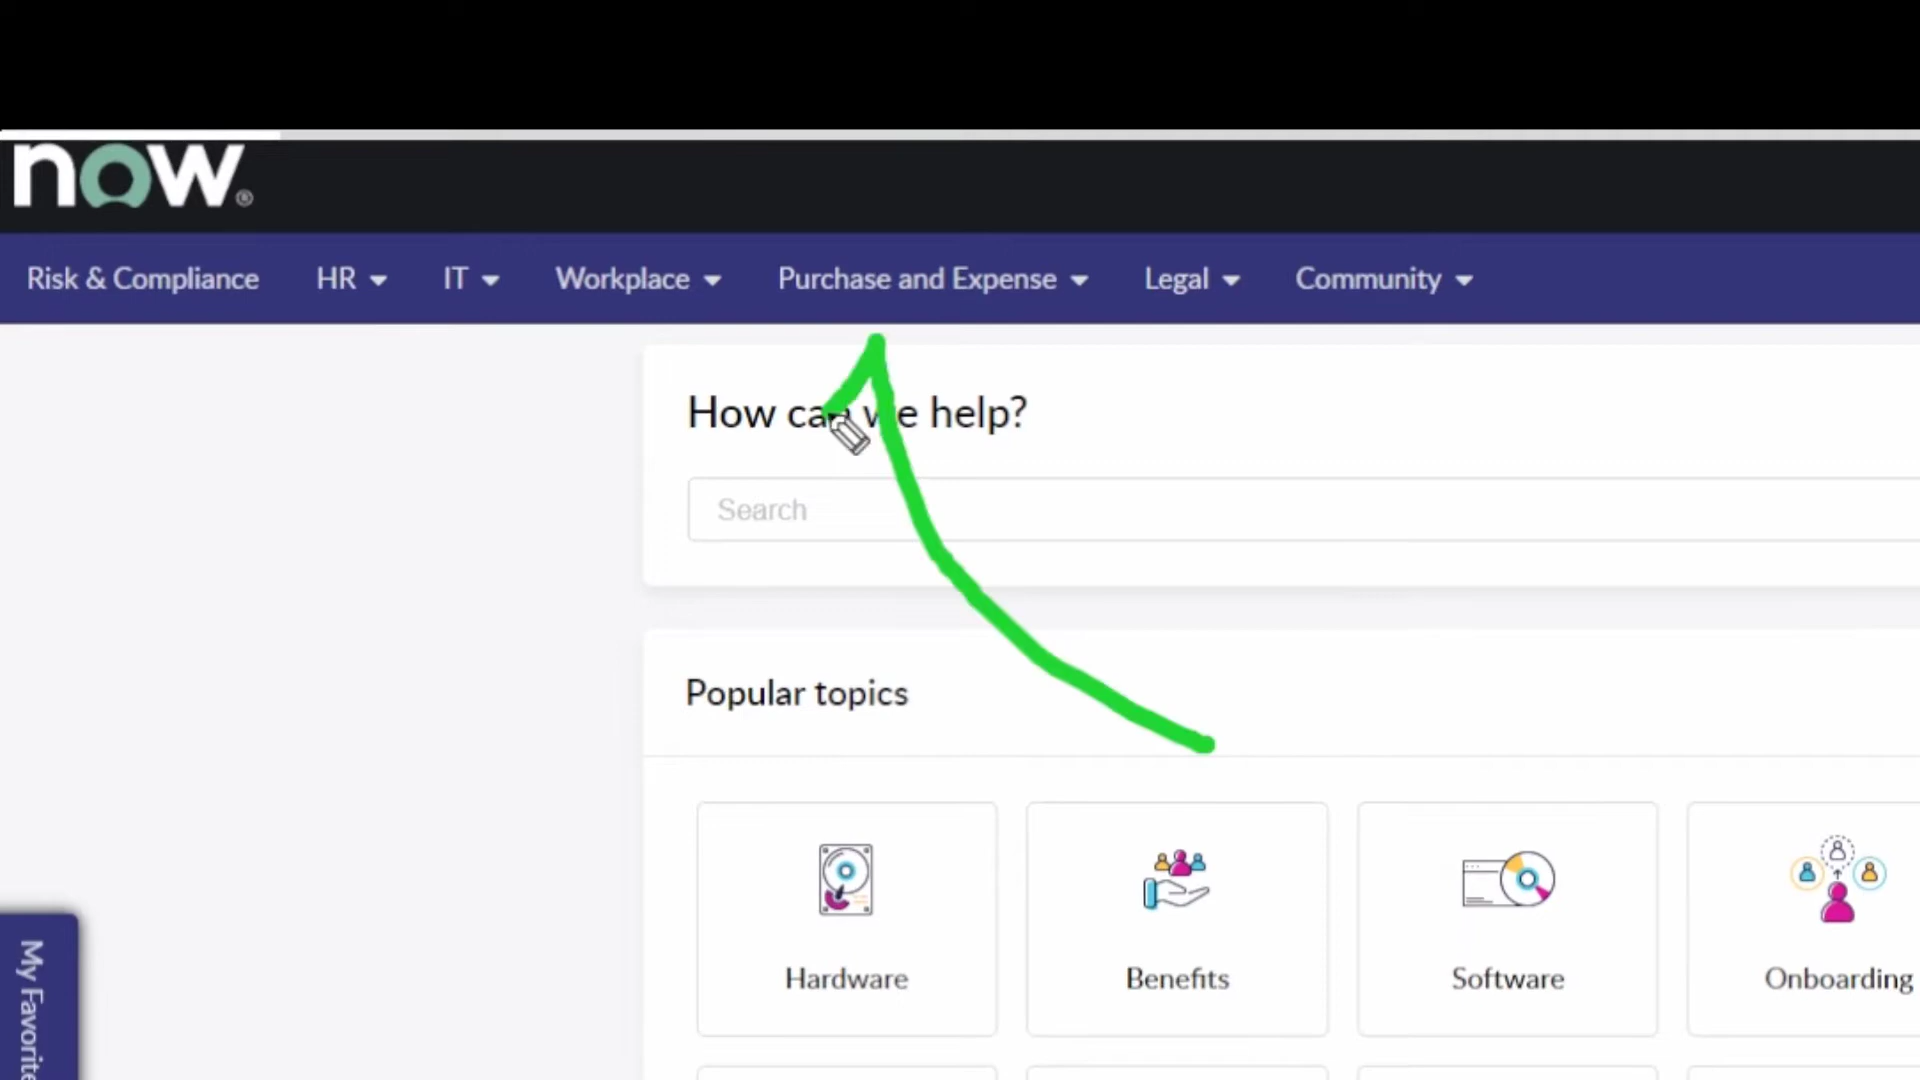 now®
Risk & Compliance HR IT Workplace Purchase and Expense Legal Community
How can we help?
Search
Popular topics
Hardware Benefits Software Onboarding
My Favorite